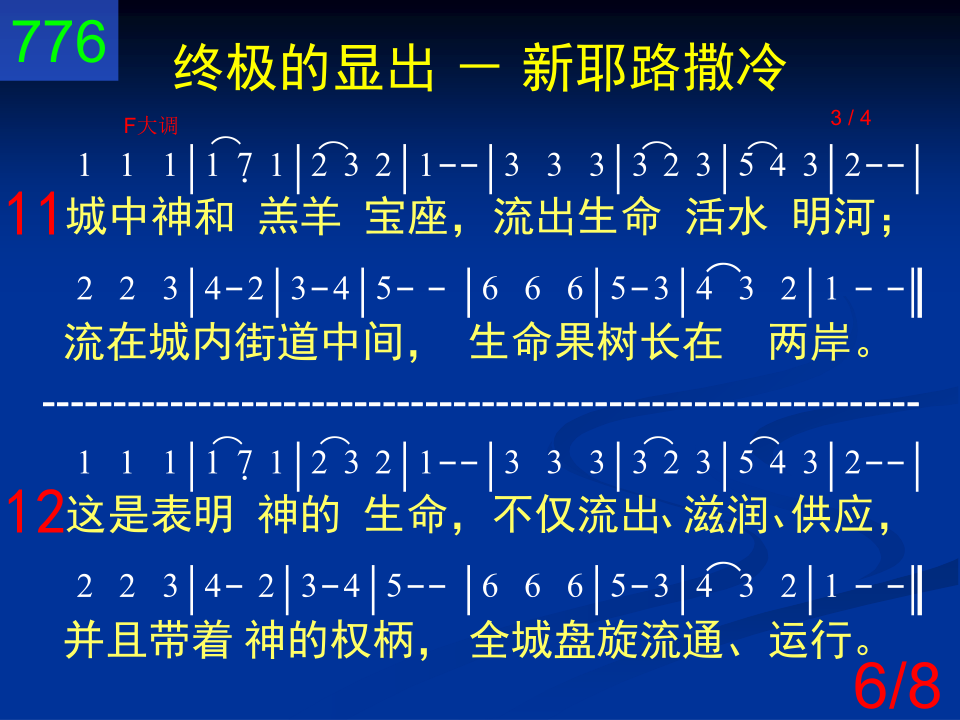 776
终极的显出 － 新耶路撒冷
F大调
3 / 4
1 1 1|1 7̣ 1|2 3 2|1--|3 3 3|3 2 3|5 4 3|2--|
11城中神和 羔羊 宝座，流出生命 活水 明河；
2 2 3|4-2|3-4|5--|6 6 6|5-3|4 3 2|1 --‖
流在城内街道中间， 生命果树长在 两岸。
--------------------------------------------------------------
1 1 1|1 7̣ 1|2 3 2|1--|3 3 3|3 2 3|5 4 3|2--|
12这是表明 神的 生命，不仅流出、滋润、供应，
2 2 3|4- 2|3-4|5--|6 6 6|5-3|4 3 2|1 --‖
并且带着 神的权柄， 全城盘旋流通、运行。
6/8